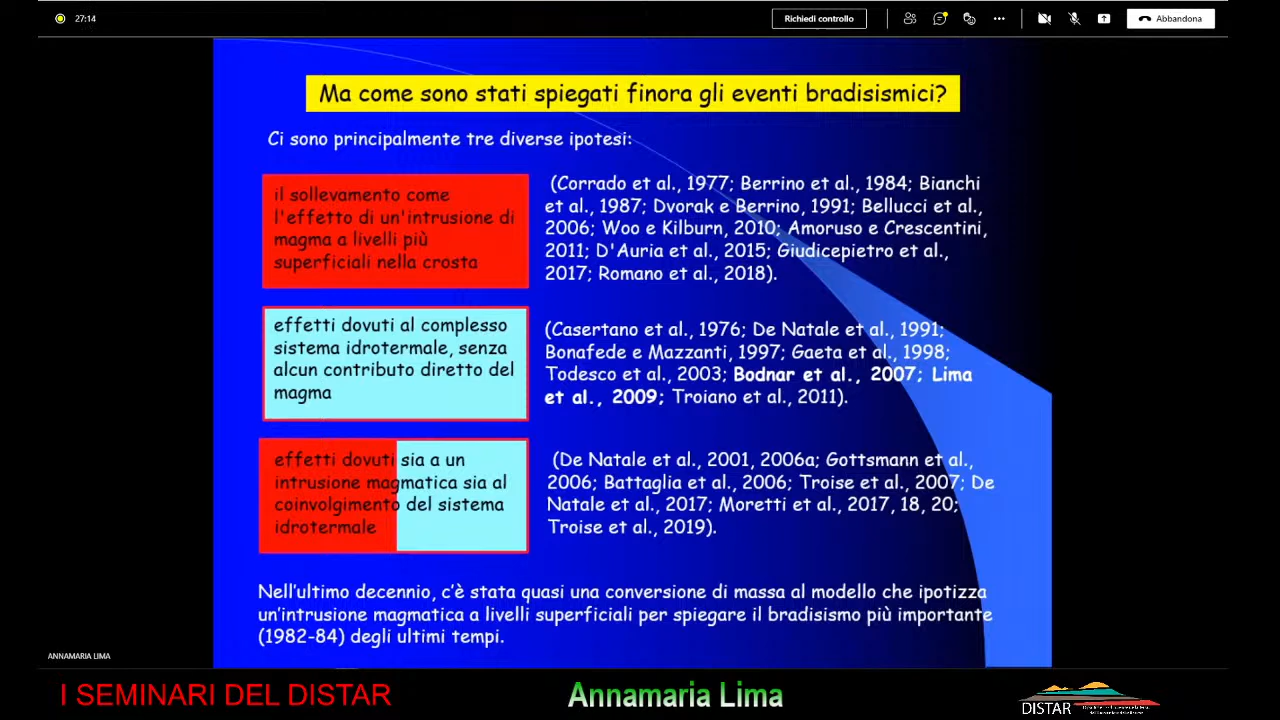 27:14
Richiedi controllo
Abbandona
Ma come sono stati spiegati finora gli eventi bradisismici?
Ci sono principalmente tre diverse ipotesi:
il sollevamento come
l'effetto di un'intrusione di
magma a livelli più
superficiali nella crosta
(Corrado et al., 1977; Berrino et al., 1984; Bianchi
et al., 1987; Dvorak e Berrino, 1991; Bellucci et al.,
2006; Woo e Kilburn, 2010; Amoruso e Crescentini,
2011; D'Auria et al., 2015; Giudicepietro et al.,
2017; Romano et al., 2018).
effetti dovuti al complesso
sistema idrotermale, senza
alcun contributo diretto del
magma
(Casertano et al., 1976; De Natale et al., 1991;
Bonafede e Mazzanti, 1997; Gaeta et al., 1998;
Todesco et al., 2003; Bodnar et al., 2007; Lima
et al., 2009; Troiano et al., 2011).
effetti dovuti sia a un
intrusione magmatica sia al
coinvolgimento del sistema
idrotermale
(De Natale et al., 2001, 2006a; Gottsmann et al.,
2006; Battaglia et al., 2006; Troise et al., 2007; De
Natale et al., 2017; Moretti et al., 2017, 18, 20;
Troise et al., 2019).
Nell'ultimo decennio, c'è stata quasi una conversione di massa al modello che ipotizza
un'intrusione magmatica a livelli superficiali per spiegare il bradisismo più importante
(1982-84) degli ultimi tempi.
ANNAMARIA LIMA
I SEMINARI DEL DISTAR
Annamaria Lima
DISTAR